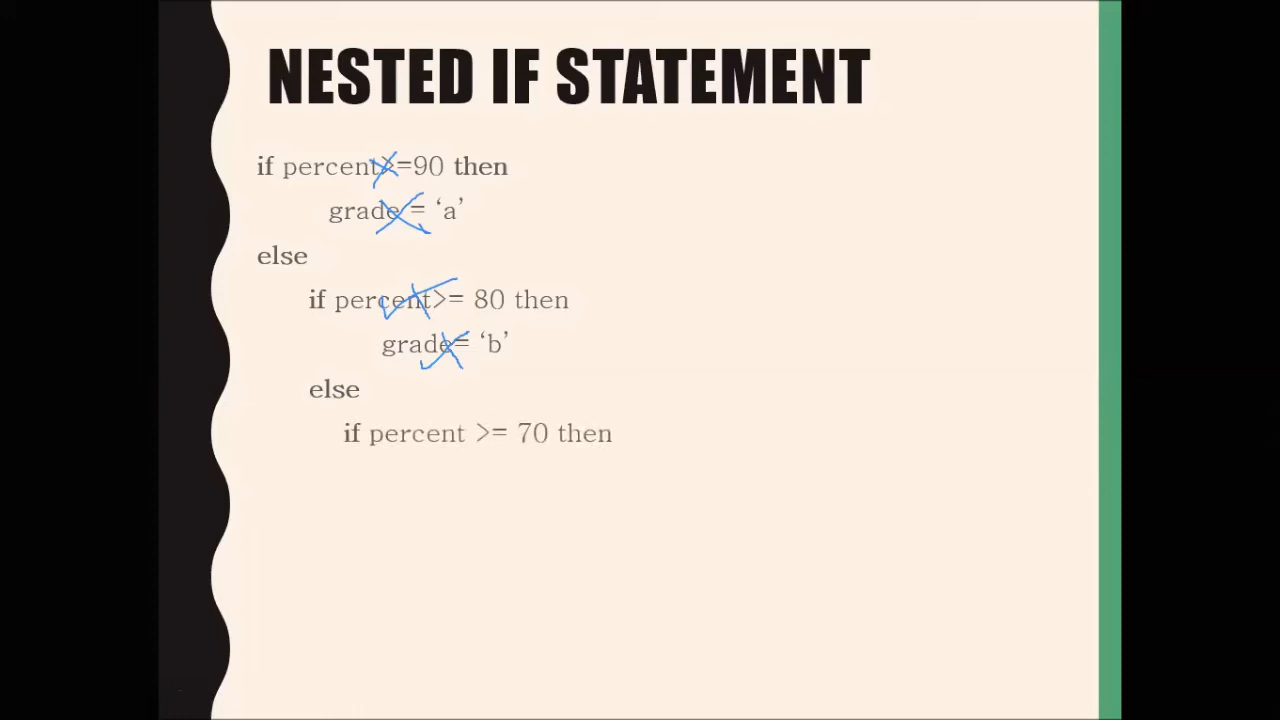 NESTED IF STATEMENT
if percent>=90 then
grade = ‘a’
else
if percent>= 80 then
grade= ‘b’
else
if percent >= 70 then